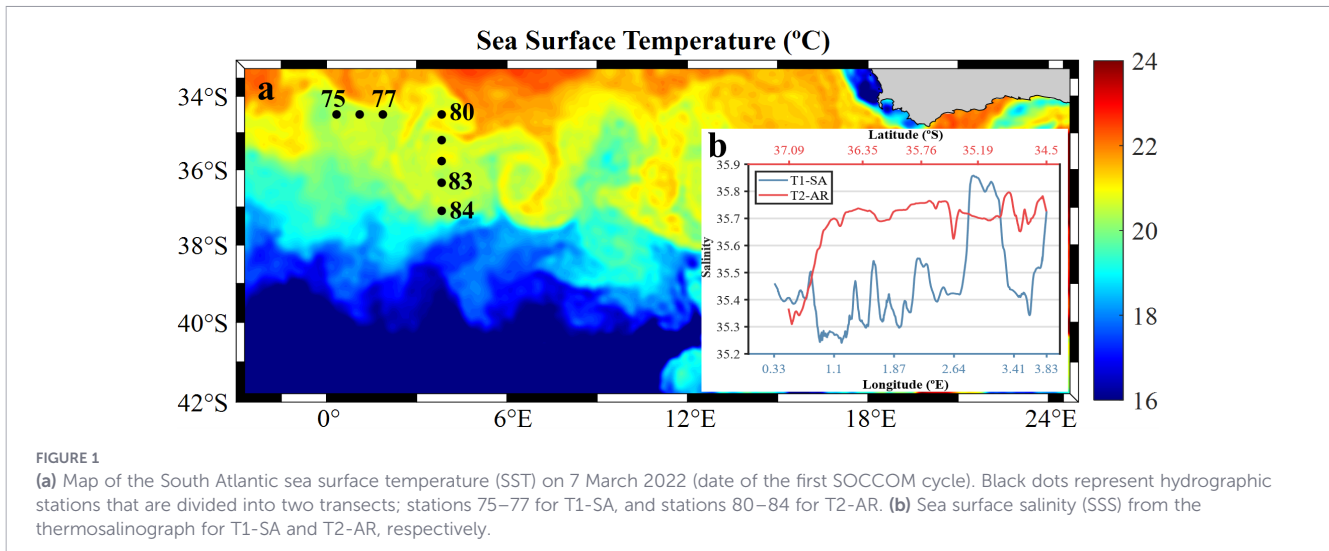 Sea Surface Temperature (ºC)
a
75 77 80
83
84
34°S
36°S
38°S
40°S
42°S
0° 6°E 12°E 18°E 24°E
24
22
20
18
16
b
Latitude (ºS)
37.09 36.35 35.76 35.19 34.5
35.9
35.8
35.7
35.6
35.5
35.4
35.3
35.2
Salinity
T1-SA
T2-AR
0.33 1.1 1.87 2.64 3.41 3.83
Longitude (ºE)
FIGURE 1
(a) Map of the South Atlantic sea surface temperature (SST) on 7 March 2022 (date of the first SOCCOM cycle). Black dots represent hydrographic
stations that are divided into two transects; stations 75–77 for T1-SA, and stations 80–84 for T2-AR. (b) Sea surface salinity (SSS) from the
thermosalinograph for T1-SA and T2-AR, respectively.